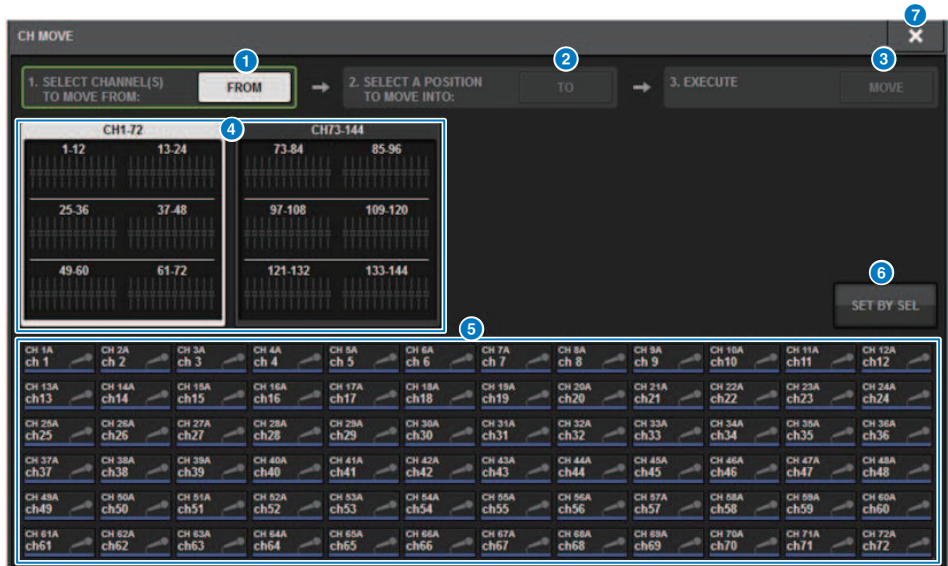 7
CH MOVE
×
1
2
3
1. SELECT CHANNEL(S)
TO MOVE FROM:
FROM
→
2. SELECT A POSITION
TO MOVE INTO:
TO
→
3. EXECUTE
MOVE
CH1-72
4
CH73-144
1-12 13-24 73-84 85-96
25-36 37-48 97-108 109-120
49-60 61-72 121-132 133-144
6
SET BY SEL
5
CH 1A CH 2A CH 3A CH 4A CH 5A CH 6A CH 7A CH 8A CH 9A CH 10A CH 11A CH 12A
ch 1 ch 2 ch 3 ch 4 ch 5 ch 6 ch 7 ch 8 ch 9 ch10 ch11 ch12
CH 13A CH 14A CH 15A CH 16A CH 17A CH 18A CH 19A CH 20A CH 21A CH 22A CH 23A CH 24A
ch13 ch14 ch15 ch16 ch17 ch18 ch19 ch20 ch21 ch22 ch23 ch24
CH 25A CH 26A CH 27A CH 28A CH 29A CH 30A CH 31A CH 32A CH 33A CH 34A CH 35A CH 36A
ch25 ch26 ch27 ch28 ch29 ch30 ch31 ch32 ch33 ch34 ch35 ch36
CH 37A CH 38A CH 39A CH 40A CH 41A CH 42A CH 43A CH 44A CH 45A CH 46A CH 47A CH 48A
ch37 ch38 ch39 ch40 ch41 ch42 ch43 ch44 ch45 ch46 ch47 ch48
CH 49A CH 50A CH 51A CH 52A CH 53A CH 54A CH 55A CH 56A CH 57A CH 58A CH 59A CH 60A
ch49 ch50 ch51 ch52 ch53 ch54 ch55 ch56 ch57 ch58 ch59 ch60
CH 61A CH 62A CH 63A CH 64A CH 65A CH 66A CH 67A CH 68A CH 69A CH 70A CH 71A CH 72A
ch61 ch62 ch63 ch64 ch65 ch66 ch67 ch68 ch69 ch70 ch71 ch72